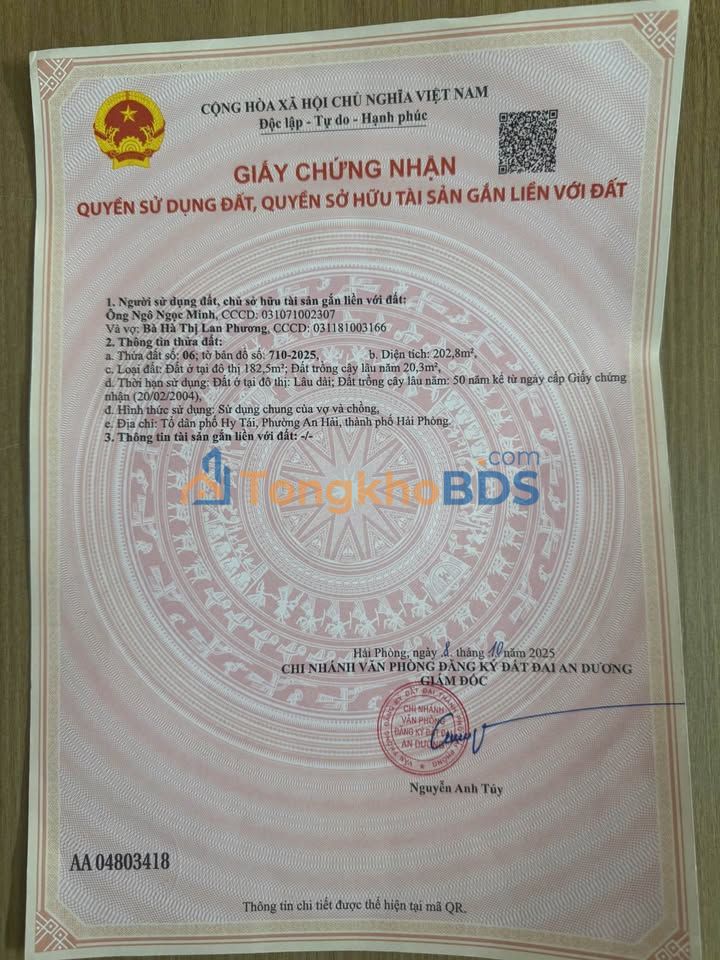 CỘNG HÒA XÃ HỘI CHỦ NGHĨA VIỆT NAM
Độc lập - Tự do - Hạnh phúc
GIẤY CHỨNG NHẬN
QUYỀN SỬ DỤNG ĐẤT, QUYỀN SỞ HỮU TÀI SẢN GẮN LIỀN VỚI ĐẤT
1. Người sử dụng đất, chủ sở hữu tài sản gắn liền với đất:
Ông Ngô Ngọc Minh, CCCD: 031071002307
Và vợ: Bà Hà Thị Lan Phương, CCCD: 031181003166
2. Thông tin thửa đất:
a. Thửa đất số: 06; tờ bản đồ số: 710-2025, b. Diện tích: 202,8m²,
c. Loại đất: Đất ở tại đô thị 182,5m²; Đất trồng cây lâu năm 20,3m²,
d. Thời hạn sử dụng: Đất ở tại đô thị: Lâu dài; Đất trồng cây lâu năm: 50 năm kể từ ngày cấp Giấy chứng
nhận (20/02/2004),
đ. Hình thức sử dụng: Sử dụng chung của vợ và chồng,
e. Địa chỉ: Tổ dân phố Hy Tái, Phường An Hải, thành phố Hải Phòng.
3. Thông tin tài sản gắn liền với đất: -/-
TongkhoBDS.com
Hải Phòng, ngày 8 tháng 10 năm 2025
CHI NHÁNH VĂN PHÒNG ĐĂNG KÝ ĐẤT ĐAI AN DƯƠNG
GIÁM ĐỐC
CHI NHÁNH
VĂN PHÒNG
ĐĂNG KÝ ĐẤT ĐAI
AN DƯƠNG
Nguyễn Anh Túy
AA 04803418
Thông tin chi tiết được thể hiện tại mã QR.